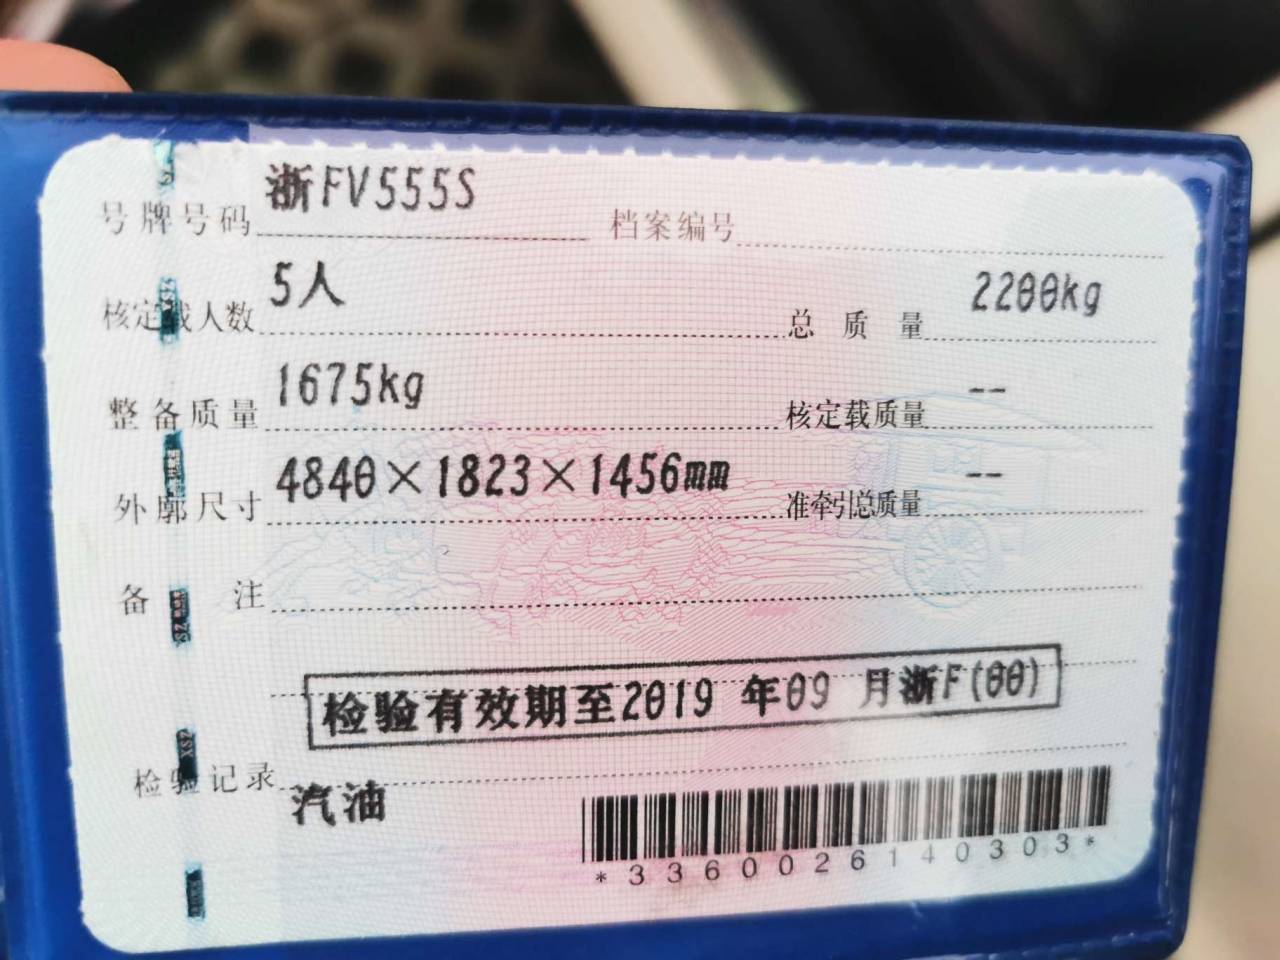 号牌号码 浙FV555S 档案编号
核定载人数 5人 总质量 2200kg
整备质量 1675kg 核定载质量 --
外廓尺寸 4840×1823×1456mm 准牵引总质量 --
备注
检验有效期至2019 年09 月浙F(00)
检验记录
汽油
*3360026140303*